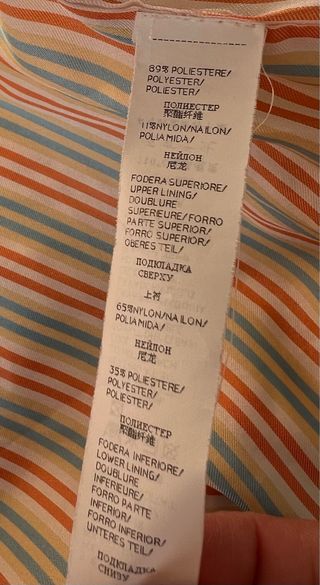 89% POLIESTERE/
POLYESTER/
POLIESTER/
ПОЛИЕСТЕР
聚酯纤维
11%NYLON/NAILON/
POLIAMIDA/
НЕЙЛОН
尼龙
FODERA SUPERIORE/
UPPER LINING/
DOUBLURE
SUPERIEURE/FORRO
PARTE SUPERIOR/
FORRO SUPERIOR/
OBERES TEIL/
ПОДКЛАДКА
СВЕРХУ
上衬
65%NYLON/NAILON/
POLIAMIDA/
НЕЙЛОН
尼龙
35% POLIESTERE/
POLYESTER/
POLIESTER/
ПОЛИЕСТЕР
聚酯纤维
FODERA INFERIORE/
LOWER LINING/
DOUBLURE
INFERIEURE/
FORRO PARTE
INFERIOR/
FORRO INFERIOR/
UNTERES TEIL/
ПОДКЛАДКА
СНИЗУ